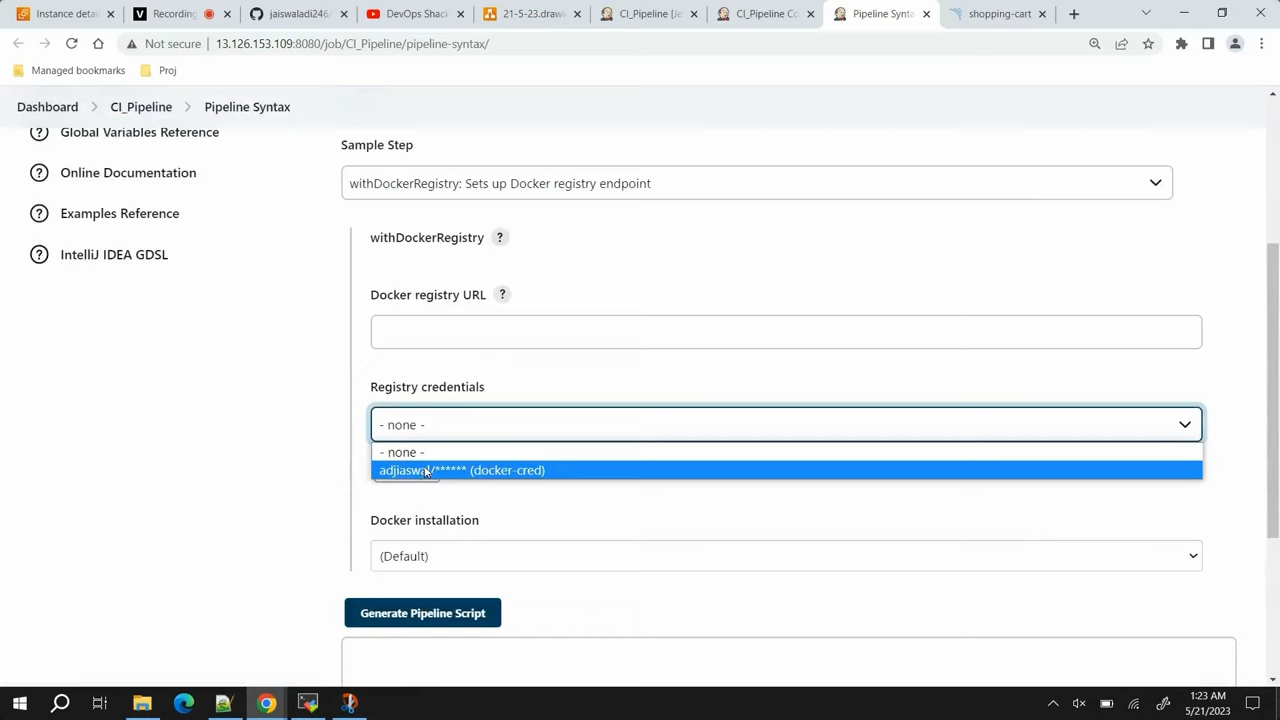 Instance detai
Recording
jaiswaladi246/
DevOps Shack
21-5-23.drawi
CI_Pipeline [Je
CI_Pipeline Co
Pipeline Synta
shopping-cart
Not secure
13.126.153.109:8080/job/CI_Pipeline/pipeline-syntax/
Managed bookmarks
Proj
Dashboard
CI_Pipeline
Pipeline Syntax
Global Variables Reference
Online Documentation
Examples Reference
IntelliJ IDEA GDSL
Sample Step
withDockerRegistry: Sets up Docker registry endpoint
withDockerRegistry ?
Docker registry URL ?
Registry credentials
- none -
- none -
adjiaswal/****** (docker-cred)
Docker installation
(Default)
Generate Pipeline Script
1:23 AM
5/21/2023